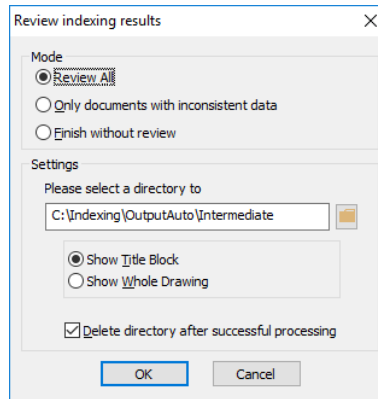 Review indexing results
Mode
Review All
Only documents with inconsistent data
Finish without review
Settings
Please select a directory to
C:\Indexing\OutputAuto\Intermediate
Show Title Block
Show Whole Drawing
Delete directory after successful processing
OK Cancel